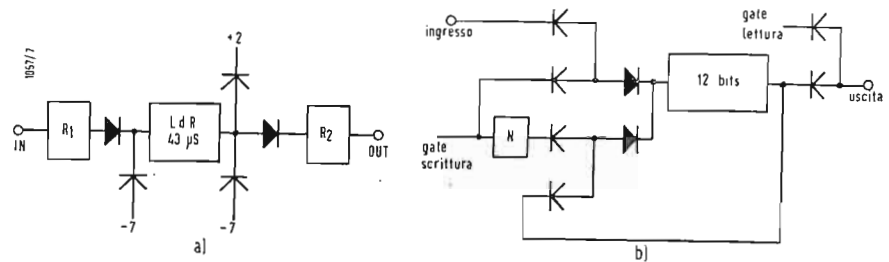 1057/7
+2
IN
R1
L d R
43 µS
R2
OUT
-7
-7
a)
ingresso
gate
lettura
12 bits
uscita
gate
scrittura
N
b)